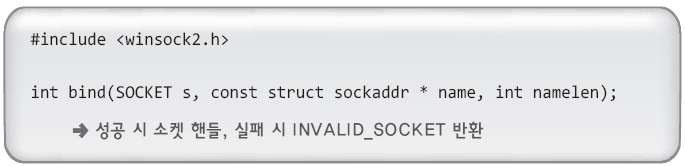 #include <winsock2.h>
int bind(SOCKET s, const struct sockaddr * name, int namelen);
➜ 성공 시 소켓 핸들, 실패 시 INVALID_SOCKET 반환